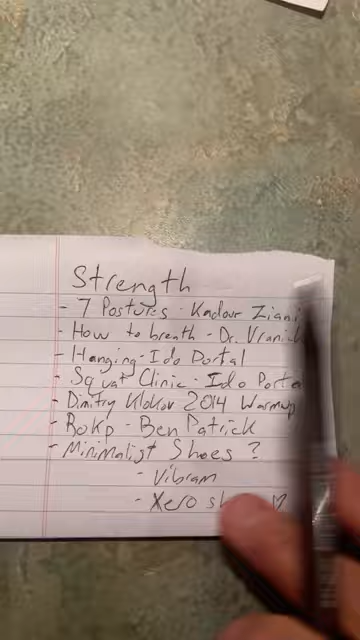 Strength
- 7 Postures - Kadour Ziani
- How to breath - Dr. Vranich
- Hanging - Ido Portal
- Squat Clinic - Ido Portal
- Dimitry Klokov 2014 Warmup
- Bokp - Ben Patrick
- Minimalist Shoes ?
- Vibram
- Xero